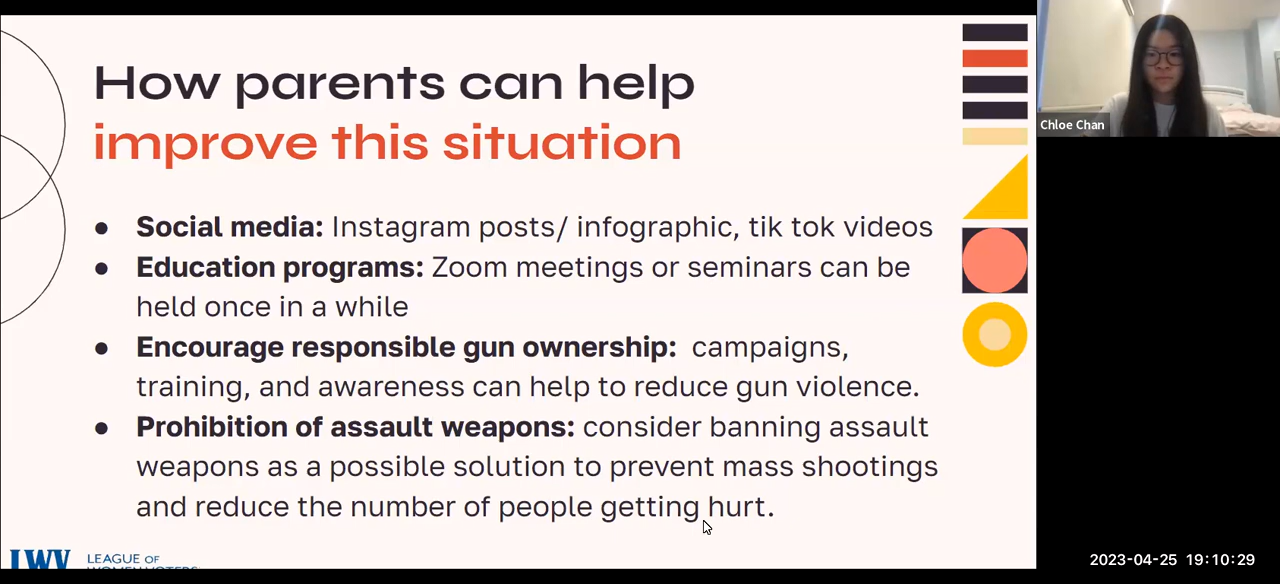 How parents can help
improve this situation
● Social media: Instagram posts/ infographic, tik tok videos
● Education programs: Zoom meetings or seminars can be
held once in a while
● Encourage responsible gun ownership:  campaigns,
training, and awareness can help to reduce gun violence.
● Prohibition of assault weapons: consider banning assault
weapons as a possible solution to prevent mass shootings
and reduce the number of people getting hurt.
LWV
LEAGUE OF
WOMEN VOTERS
Chloe Chan
2023-04-25 19:10:29